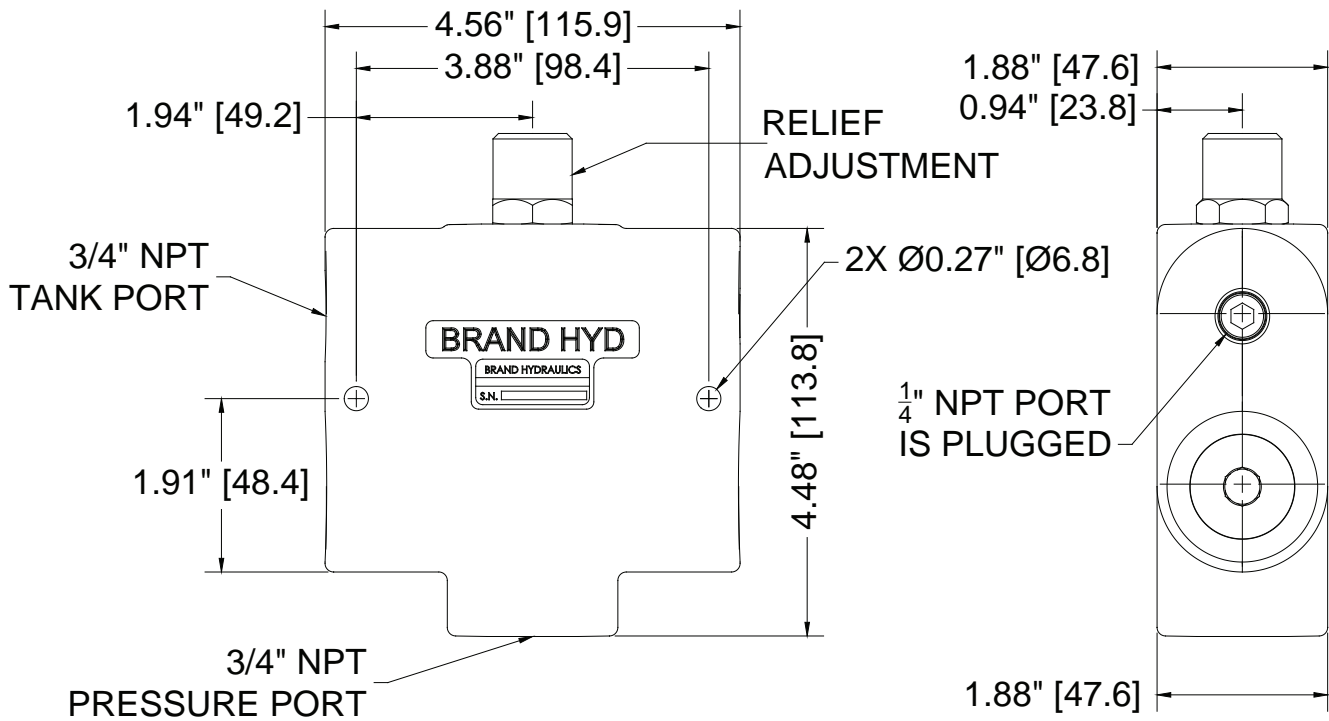 4.56" [115.9]
3.88" [98.4]
1.94" [49.2]
RELIEF
ADJUSTMENT
3/4" NPT
TANK PORT
2X Ø0.27" [Ø6.8]
BRAND HYD
BRAND HYDRAULICS
S.N.
1.91" [48.4]
4.48" [113.8]
3/4" NPT
PRESSURE PORT
1.88" [47.6]
0.94" [23.8]
1/4" NPT PORT
IS PLUGGED
1.88" [47.6]